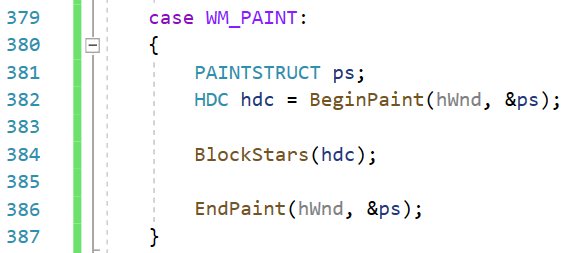 379 case WM_PAINT:
380 {
381 PAINTSTRUCT ps;
382 HDC hdc = BeginPaint(hWnd, &ps);
383
384 BlockStars(hdc);
385
386 EndPaint(hWnd, &ps);
387 }